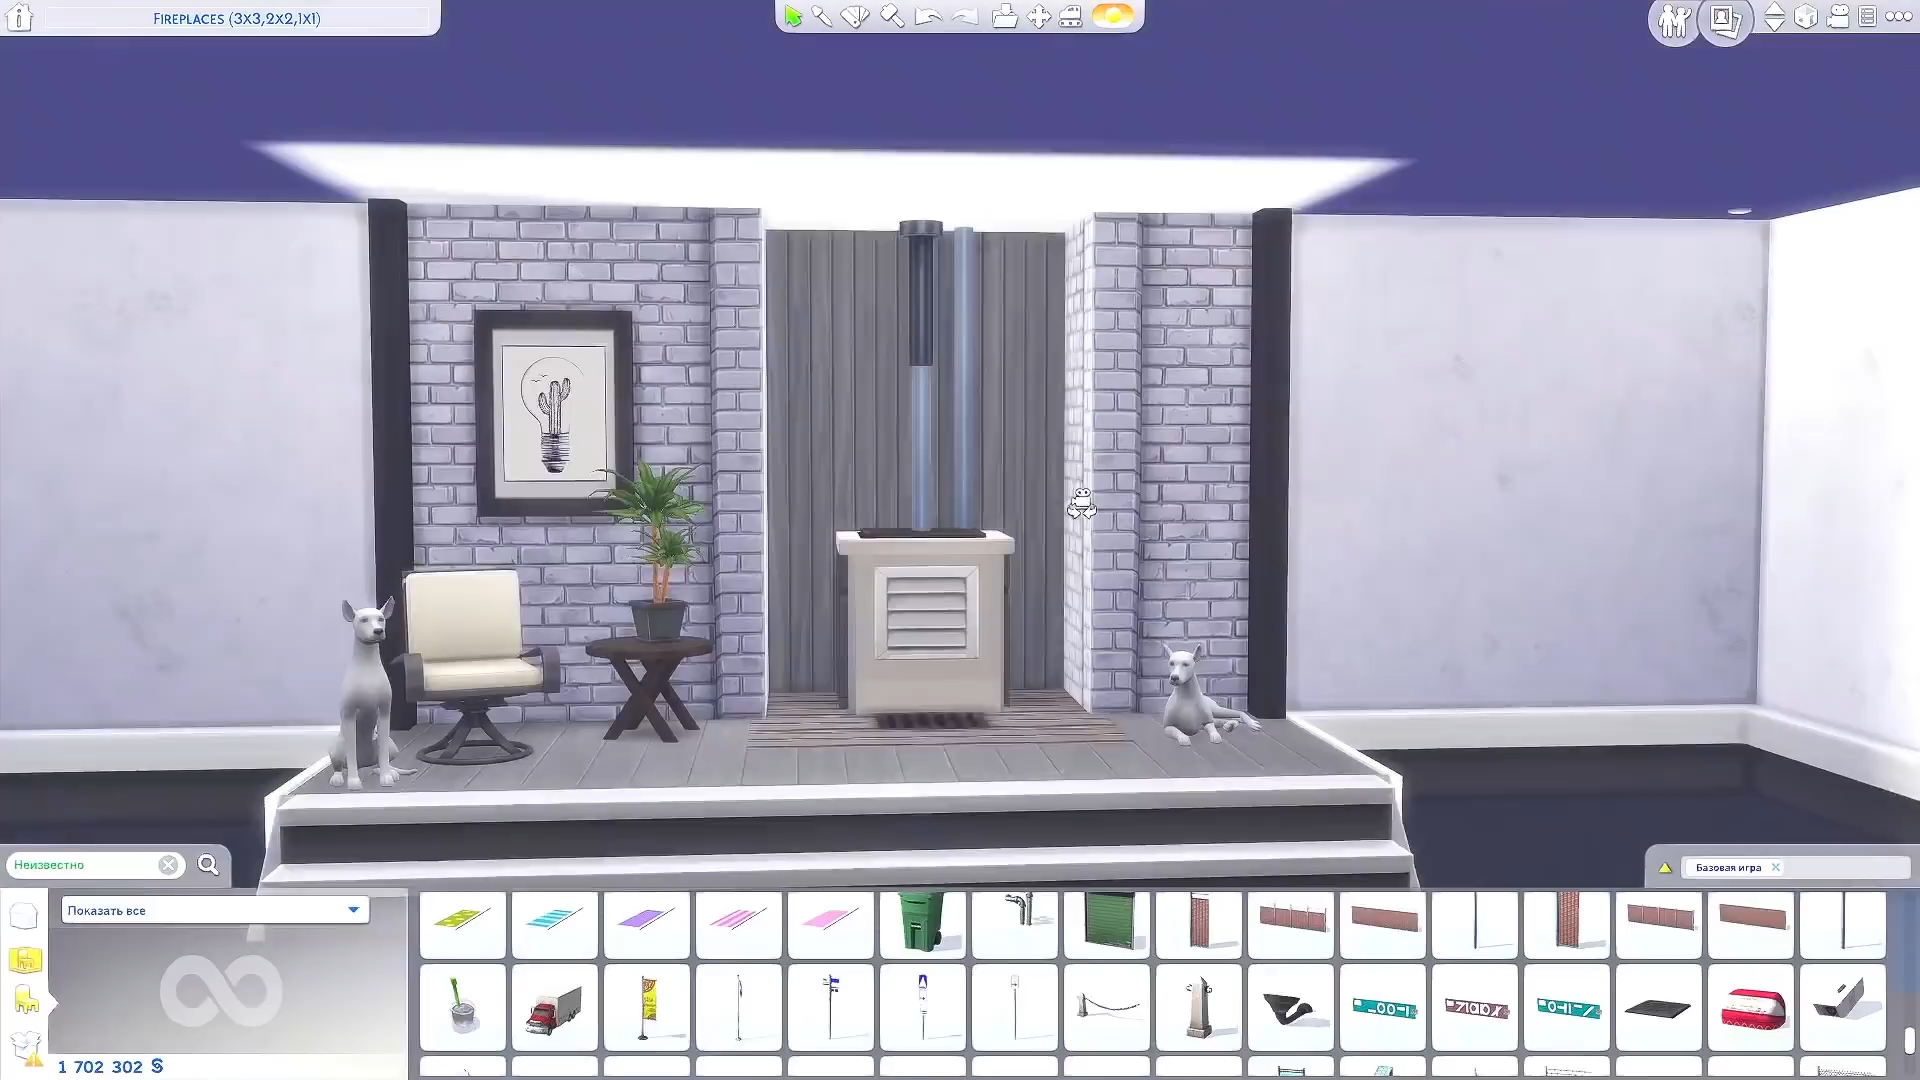 FIREPLACES (3X3,2X2,1X1)
Неизвестно
Базовая игра
Показать все
1 702 302 §